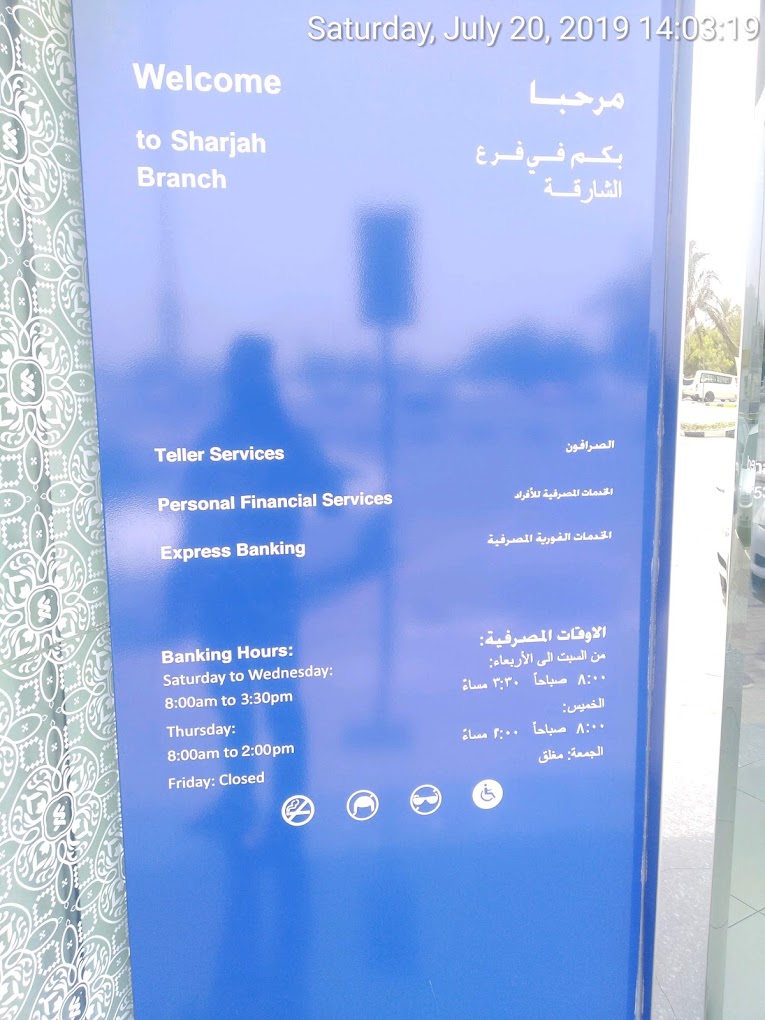 Saturday, July 20, 2019 14:03:19
Welcome
to Sharjah
Branch
مرحبا
بكم في فرع
الشارقة
Teller Services
الصرافون
Personal Financial Services
الخدمات المصرفية للأفراد
Express Banking
الخدمات الفورية المصرفية
Banking Hours:
Saturday to Wednesday:
8:00am to 3:30pm
Thursday:
8:00am to 2:00pm
Friday: Closed
الاوقات المصرفية:
من السبت الى الأربعاء:
٨:٠٠ صباحاً ٣:٣٠ مساءً
الخميس:
٨:٠٠ صباحاً ٢:٠٠ مساءً
الجمعة: مغلق